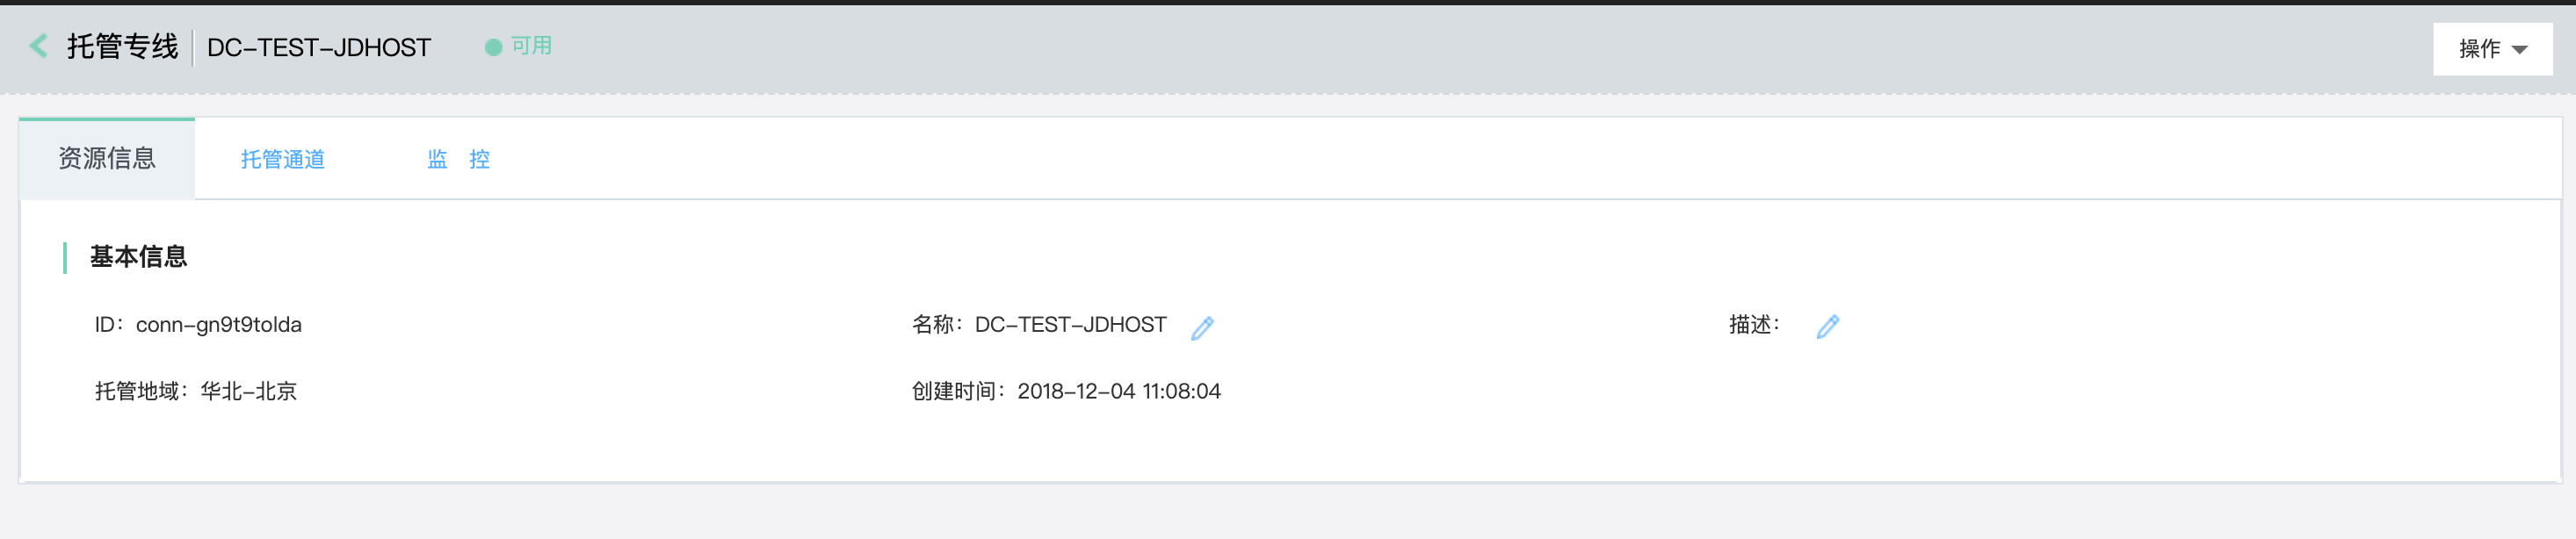 托管专线 DC-TEST-JDHOST 可用 操作
资源信息 托管通道 监 控
基本信息
ID：conn-gn9t9tolda 名称：DC-TEST-JDHOST 描述：
托管地域：华北-北京 创建时间：2018-12-04 11:08:04